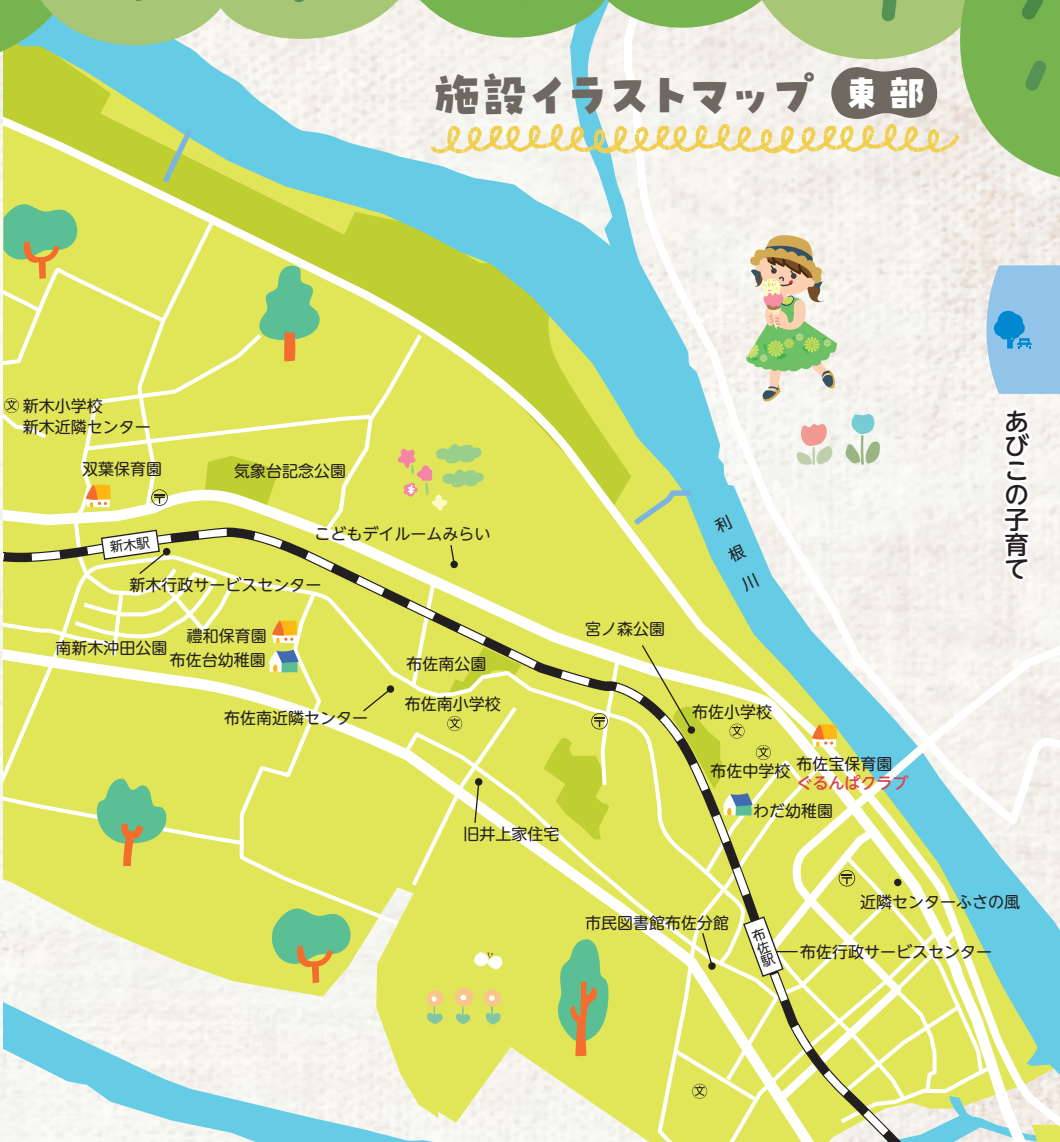 施設イラストマップ 東部
あびこの子育て
文 新木小学校
新木近隣センター
双葉保育園
〒
気象台記念公園
こどもデイルームみらい
新木駅
新木行政サービスセンター
利根川
禮和保育園
布佐台幼稚園
南新木沖田公園
宮ノ森公園
布佐南公園
布佐南小学校
文
布佐南近隣センター
〒
布佐小学校
文
文
布佐中学校
布佐宝保育園
ぐるんぱクラブ
わだ幼稚園
旧井上家住宅
〒
近隣センターふさの風
市民図書館布佐分館
布佐駅
布佐行政サービスセンター
文